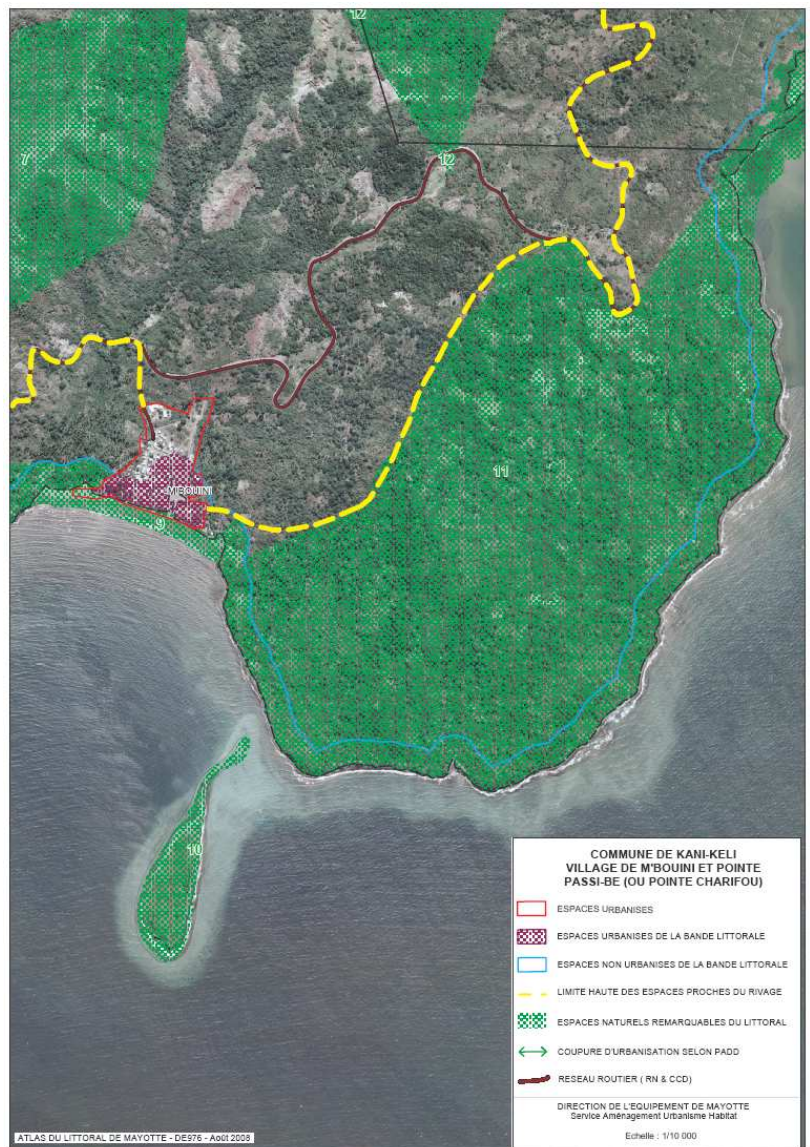 12
7
12
11
M'BOUINI
9
10
COMMUNE DE KANI-KELI
VILLAGE DE M'BOUINI ET POINTE
PASSI-BE (OU POINTE CHARIFOU)
ESPACES URBANISES
ESPACES URBANISES DE LA BANDE LITTORALE
ESPACES NON URBANISES DE LA BANDE LITTORALE
LIMITE HAUTE DES ESPACES PROCHES DU RIVAGE
ESPACES NATURELS REMARQUABLES DU LITTORAL
COUPURE D'URBANISATION SELON PADD
RESEAU ROUTIER ( RN & CCD)
DIRECTION DE L'EQUIPEMENT DE MAYOTTE
Service Aménagement Urbanisme Habitat
Echelle : 1/10 000
ATLAS DU LITTORAL DE MAYOTTE - DE976 - Août 2008